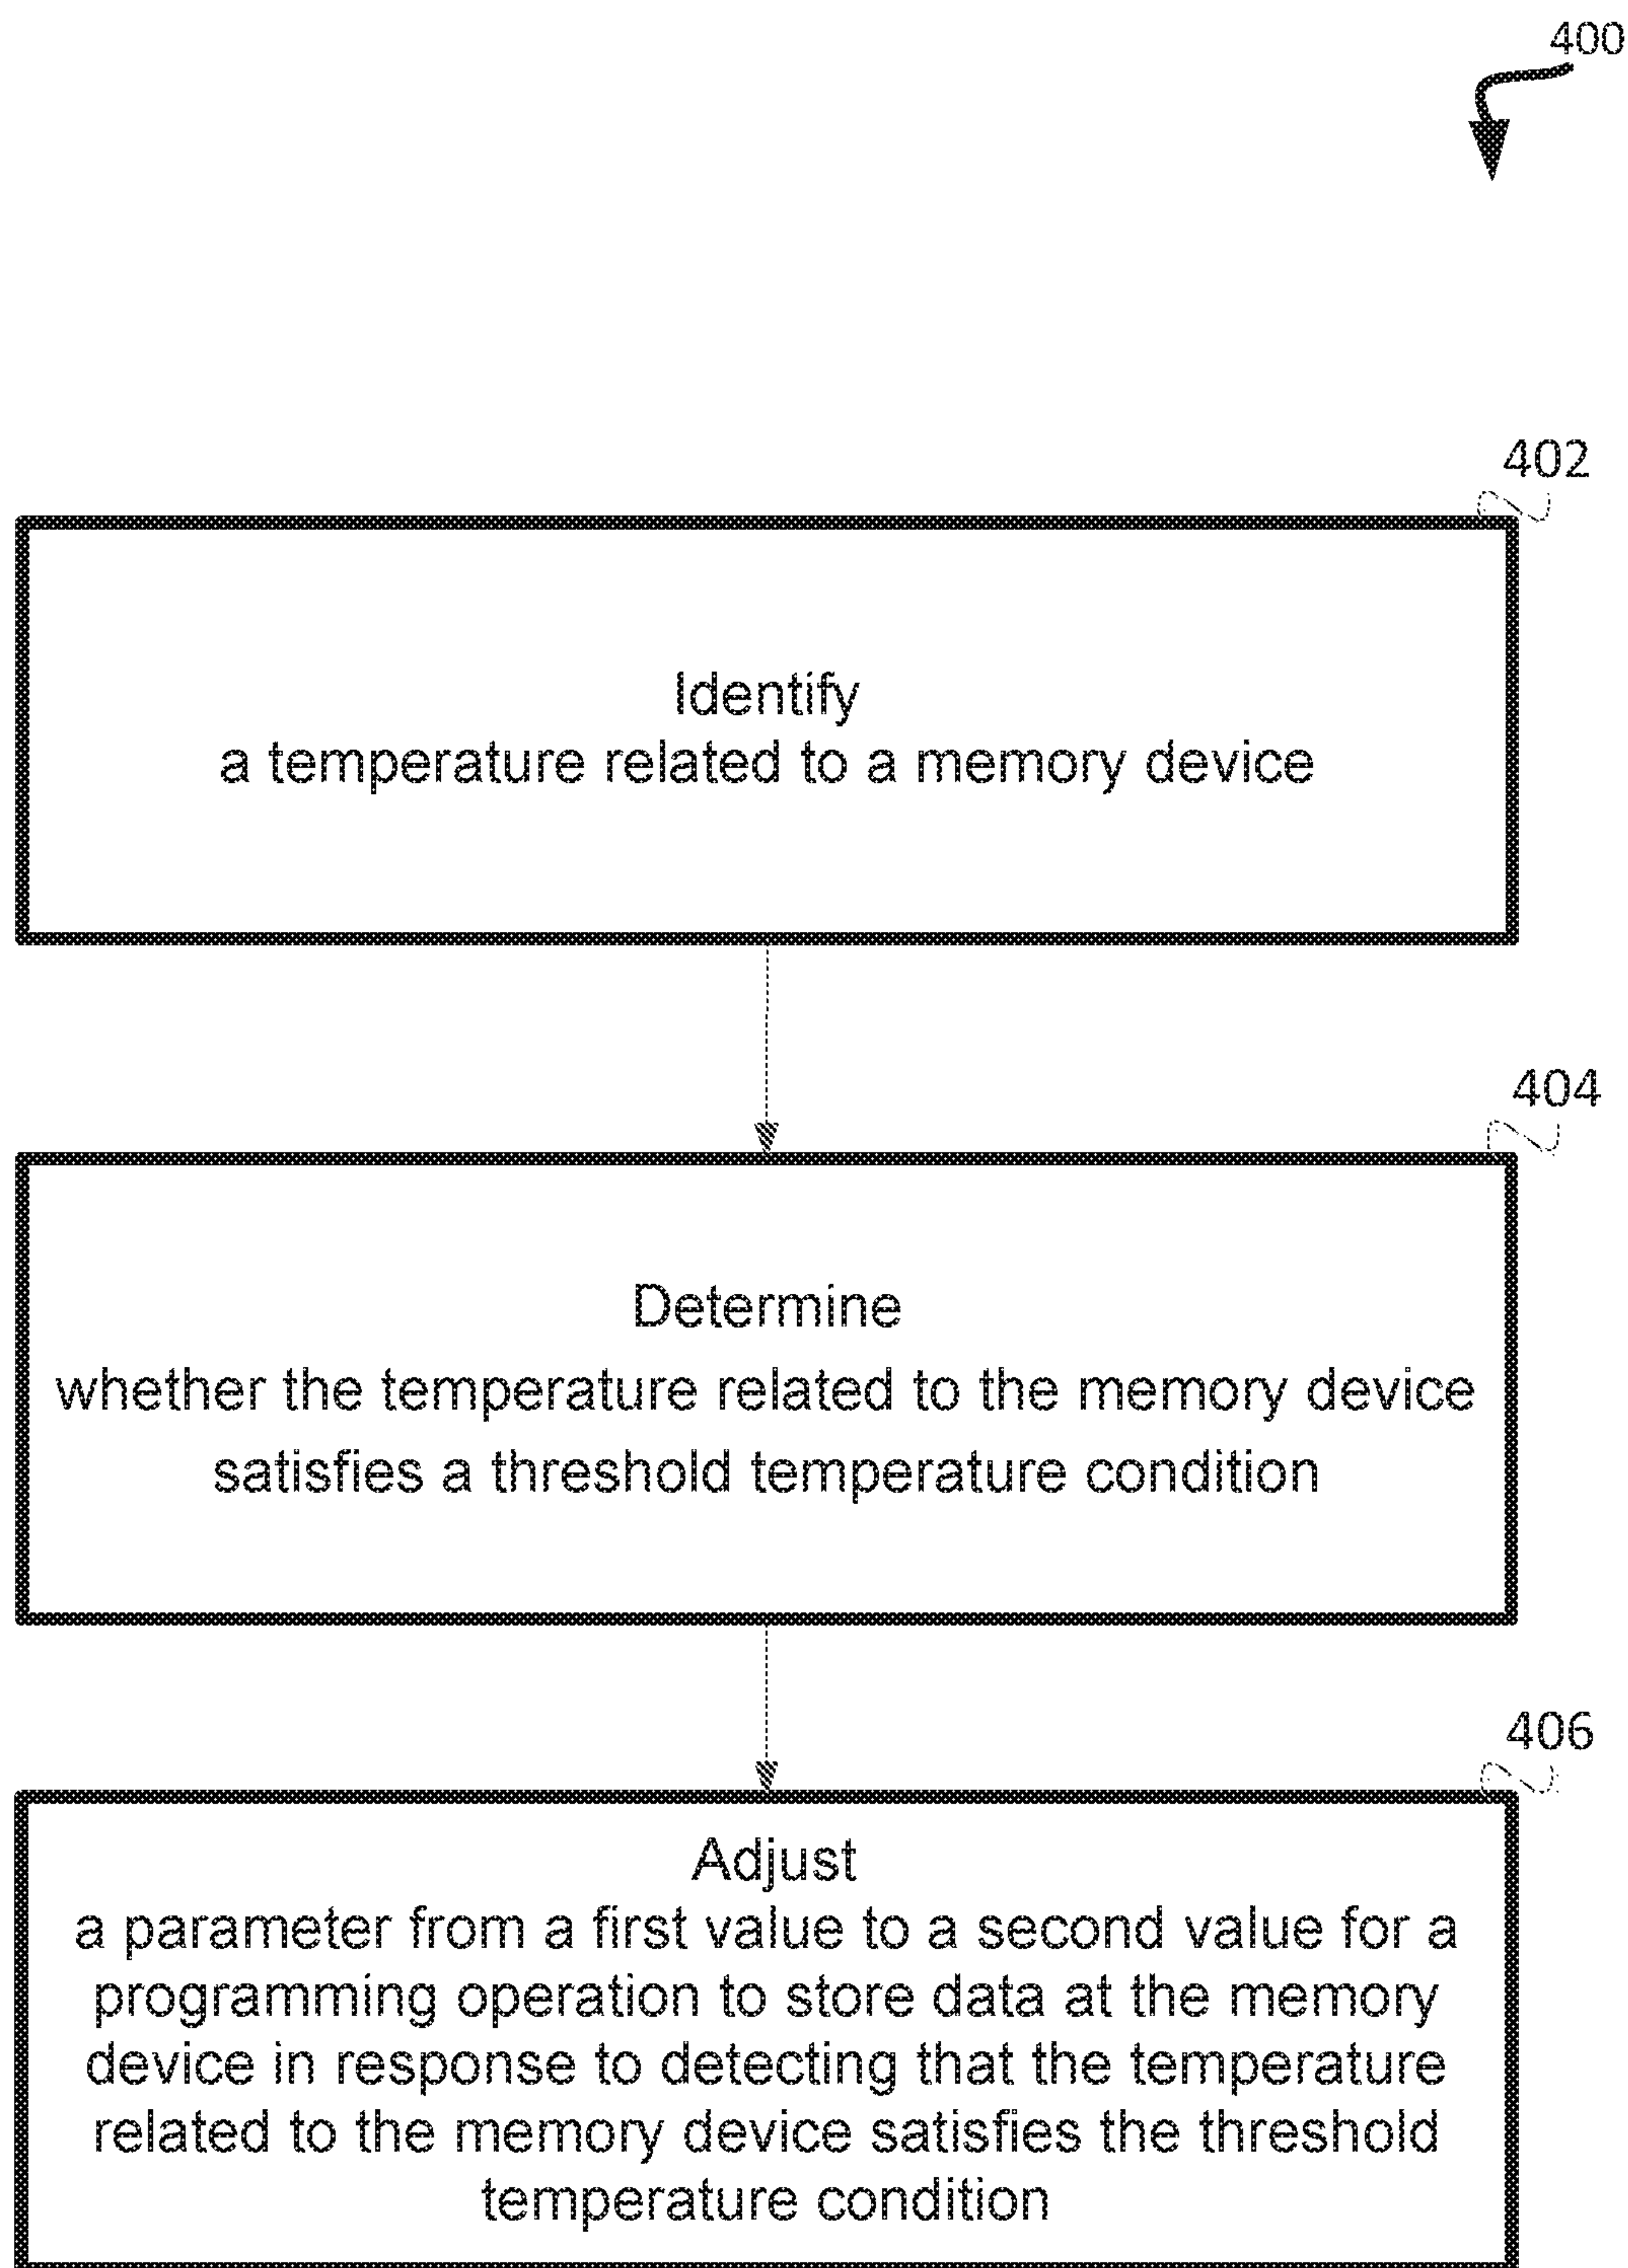 400
402
Identify
a temperature related to a memory device
404
Determine
whether the temperature related to the memory device
satisfies a threshold temperature condition
406
Adjust
a parameter from a first value to a second value for a
programming operation to store data at the memory
device in response to detecting that the temperature
related to the memory device satisfies the threshold
temperature condition